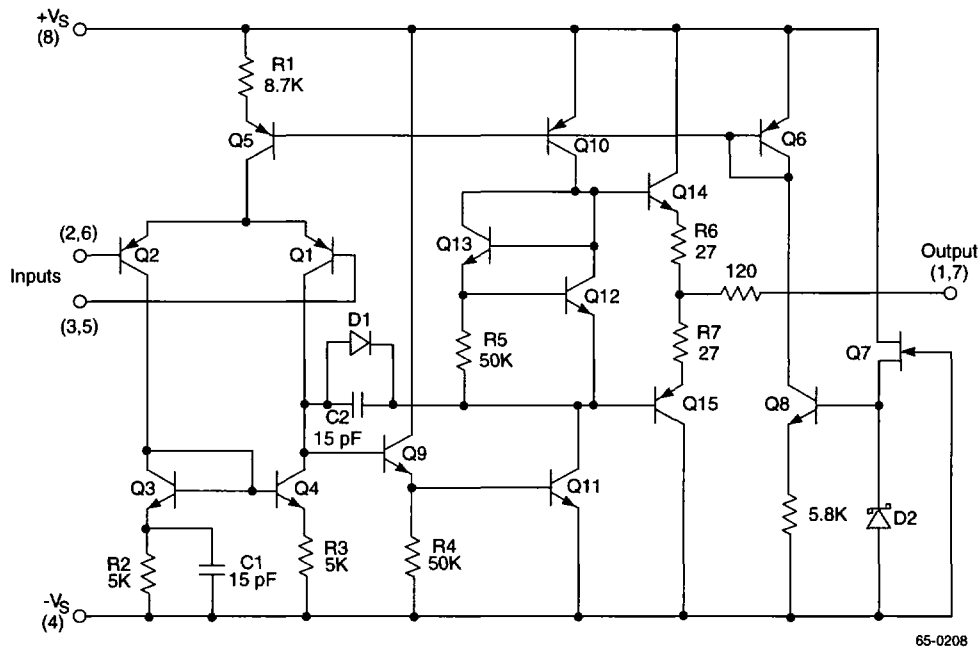 +VS
(8)
R1
8.7K
Q5
Q10
Q6
Q14
(2,6)
Q2
Q1
Q13
R6
27
Output
(1,7)
Inputs
120
Q12
(3,5)
D1
R5
50K
R7
27
Q7
C2
15 pF
Q15
Q8
Q9
Q3
Q4
Q11
5.8K
D2
R2
5K
C1
15 pF
R3
5K
R4
50K
-VS
(4)
65-0208